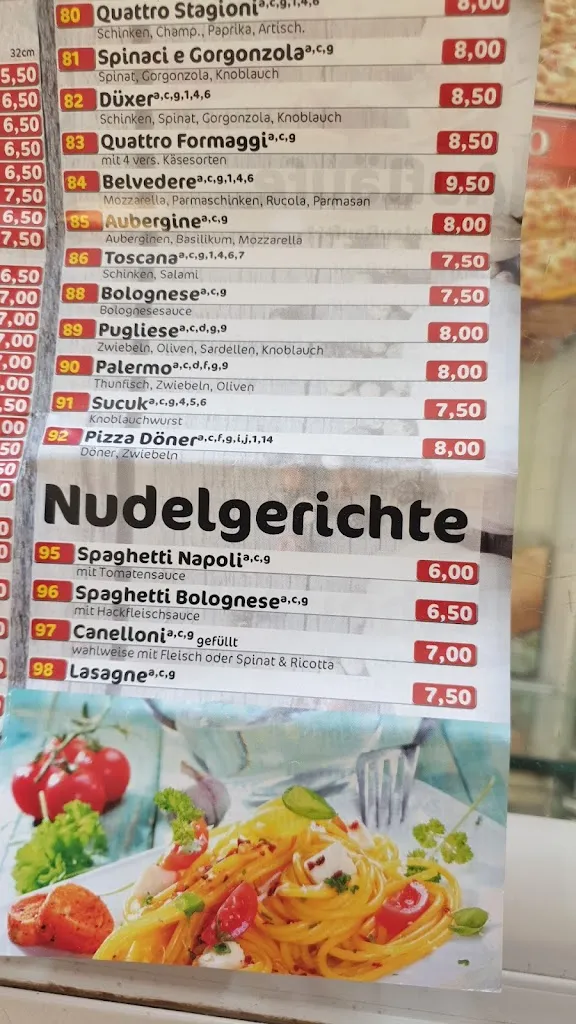 32cm
5,50
6,50
6,50
6,50
6,50
7,50
6,50
7,50
6,50
7,00
80 Quattro Stagioni a,c,g,1,4,6 8,00
Schinken, Champ., Paprika, Artisch.
81 Spinaci e Gorgonzola a,c,g 8,00
Spinat, Gorgonzola, Knoblauch
82 Düxer a,c,g,1,4,6 8,50
Schinken, Spinat, Gorgonzola, Knoblauch
83 Quattro Formaggi a,c,g 8,50
mit 4 vers. Käsesorten
84 Belvedere a,c,g,1,4,6 9,50
Mozzarella, Parmaschinken, Rucola, Parmasan
85 Aubergine a,c,g 8,00
Auberginen, Basilikum, Mozzarella
86 Toscana a,c,g,1,4,6,7 7,50
Schinken, Salami
88 Bolognese a,c,g 7,50
Bolognesesauce
89 Pugliese a,c,d,g,9 8,00
Zwiebeln, Oliven, Sardellen, Knoblauch
90 Palermo a,c,d,f,g,9 8,00
Thunfisch, Zwiebeln, Oliven
91 Sucuk a,c,g,4,5,6 7,50
Knoblauchwurst
92 Pizza Döner a,c,f,g,i,j,1,14 8,00
Döner, Zwiebeln
Nudelgerichte
95 Spaghetti Napoli a,c,g 6,00
mit Tomatensauce
96 Spaghetti Bolognese a,c,g 6,50
mit Hackfleischsauce
97 Canelloni a,c,g gefüllt 7,00
wahlweise mit Fleisch oder Spinat & Ricotta
98 Lasagne a,c,g 7,50